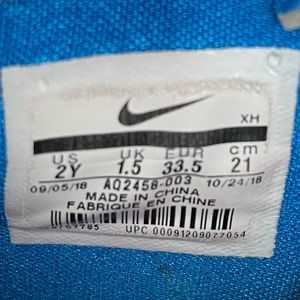 XH
US UK EUR cm
2Y 1.5 33.5 21
09/05/18 AQ2458-003 10/24/18
MADE IN CHINA
FABRIQUE EN CHINE
UPC 00091209077054